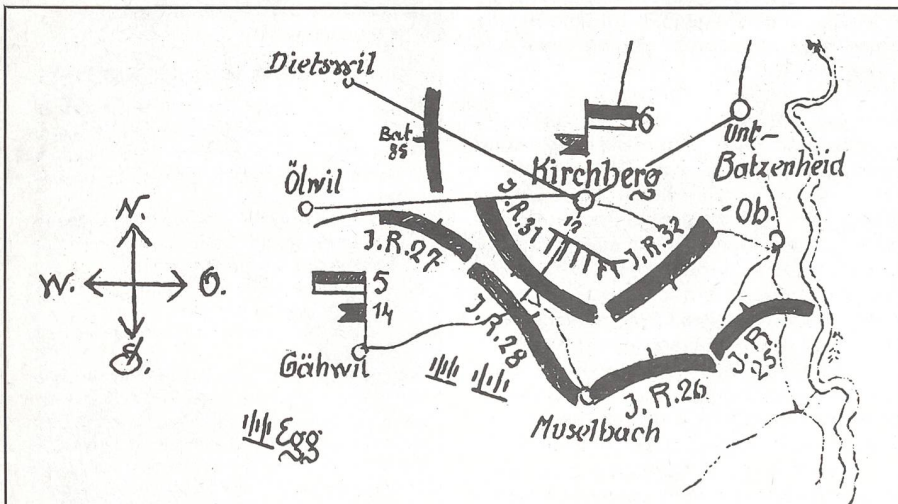 Dietswil
Bat
85
6
Unt-
Batzenheid
Kirchberg
Ölwil
J.R.31
12
J.R.32
-Ob.
N.
W.
O.
S.
J.R.27
5
14
J.R.28
Gähwil
J.R.26
J.R.
25
Muselbach
Egg